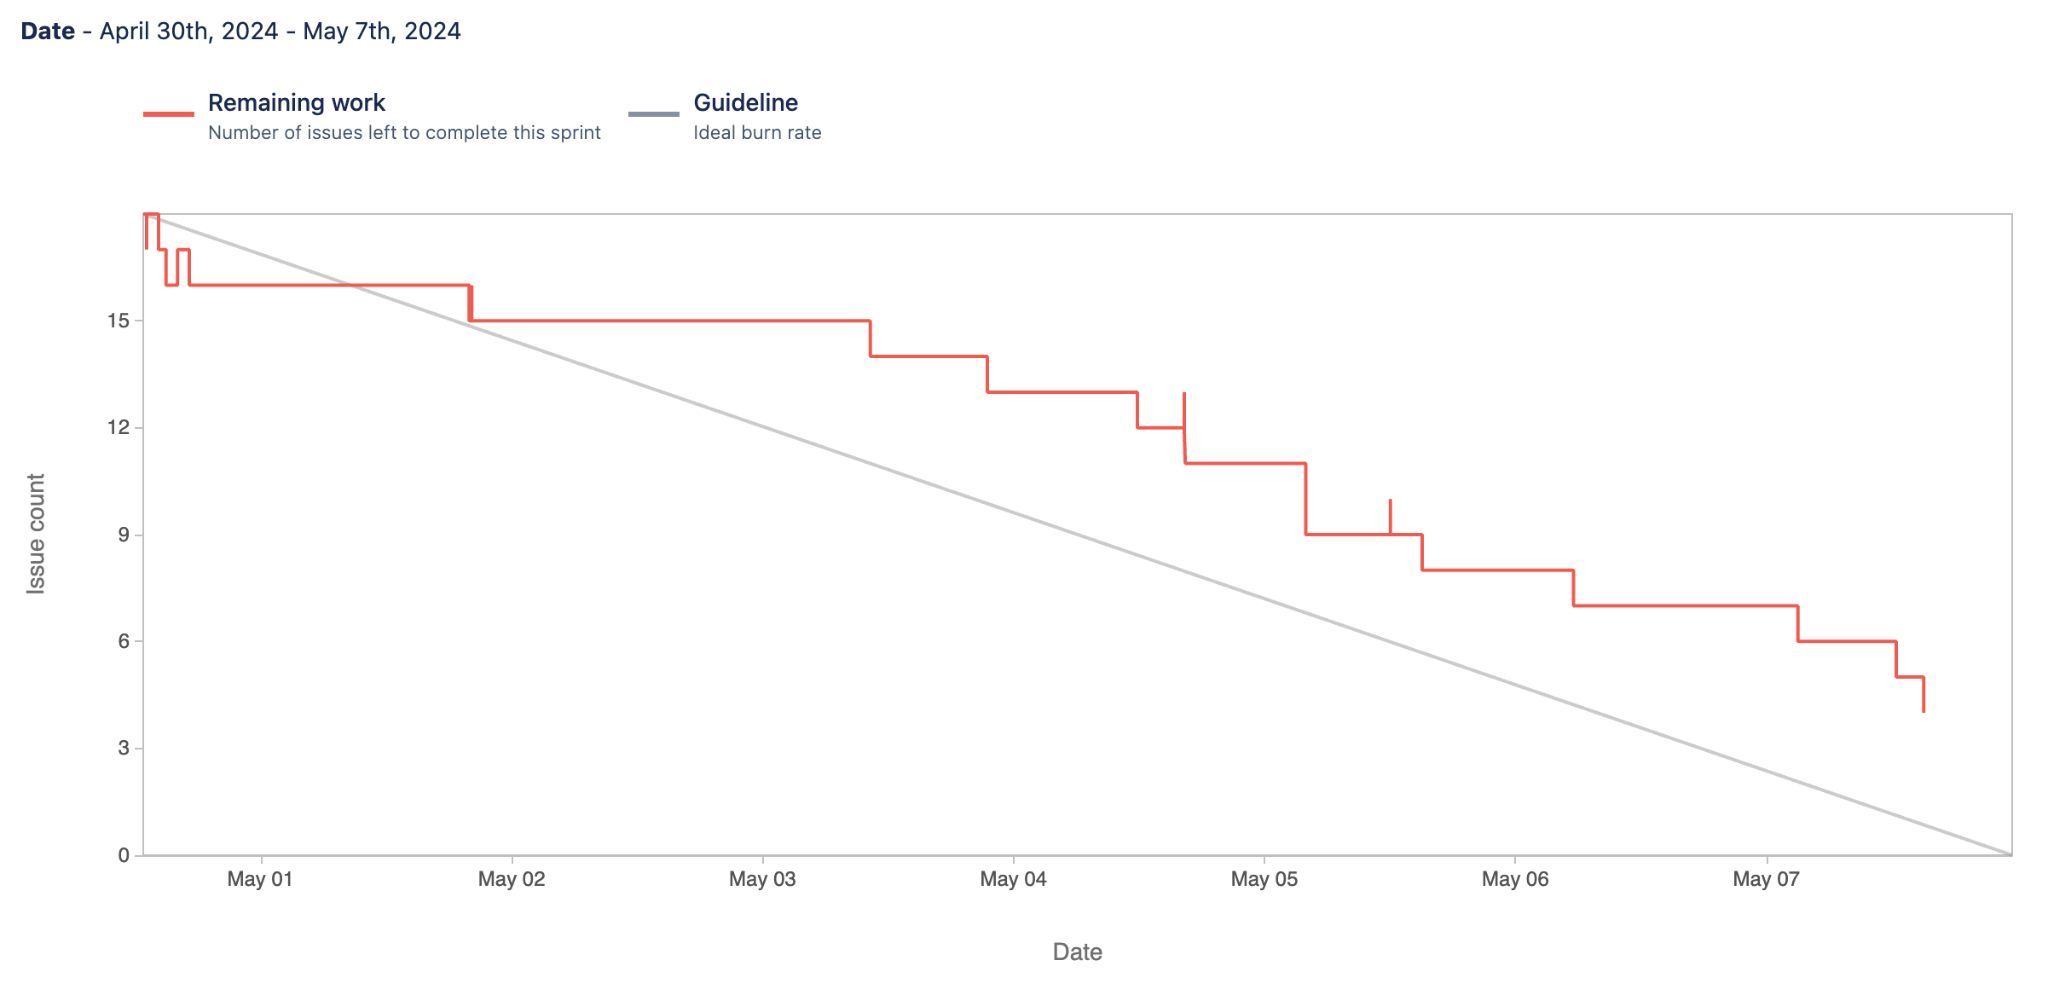 Date - April 30th, 2024 - May 7th, 2024
Remaining work
Number of issues left to complete this sprint
Guideline
Ideal burn rate
15
12
9
6
3
0
Issue count
May 01
May 02
May 03
May 04
May 05
May 06
May 07
Date